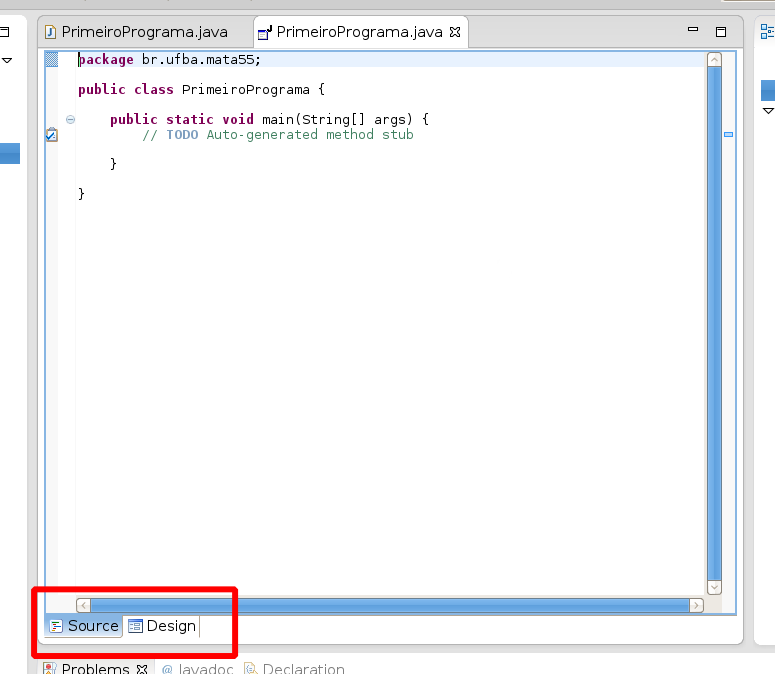 PrimeiroPrograma.java PrimeiroPrograma.java
package br.ufba.mata55;
public class PrimeiroPrograma {
public static void main(String[] args) {
// TODO Auto-generated method stub
}
}
Source Design
Problems @ Javadoc Declaration